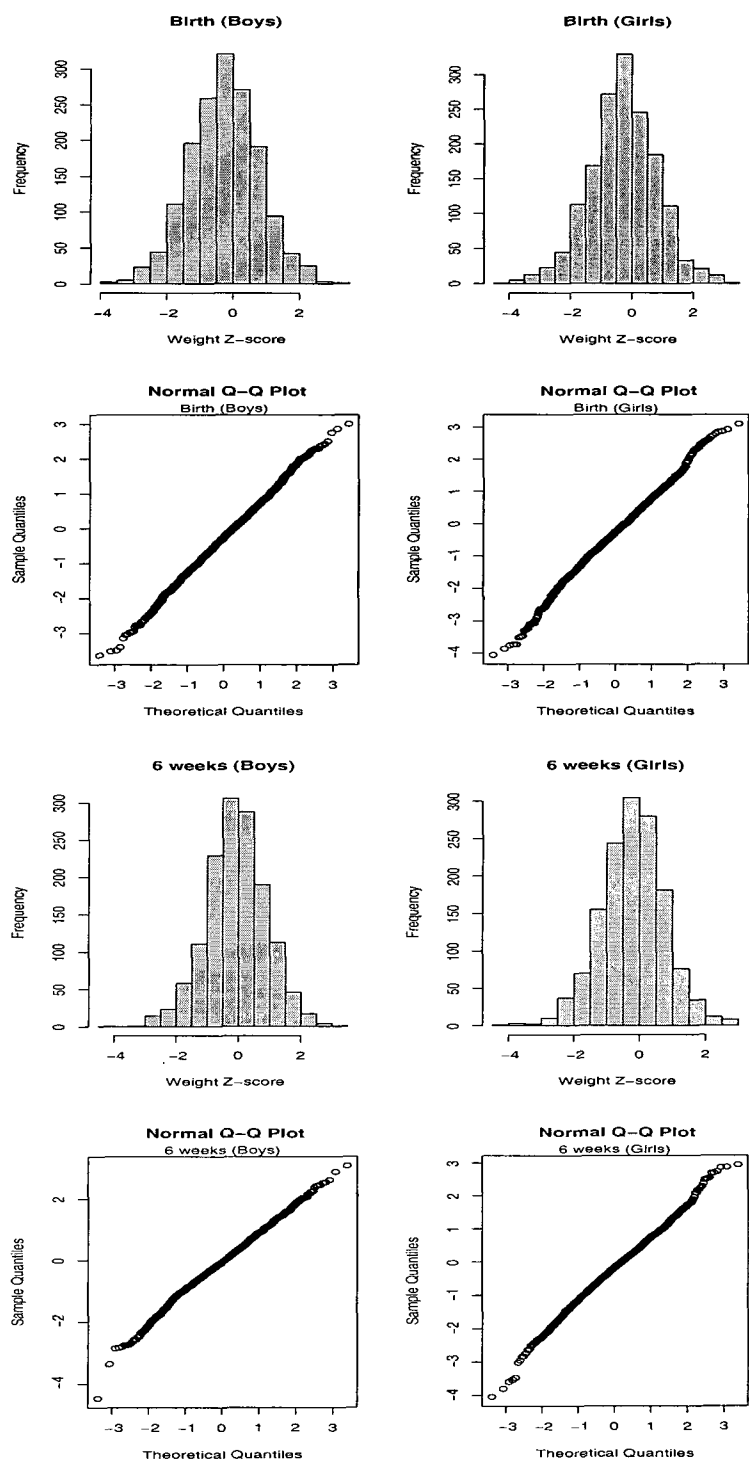 Birth (Boys)
Frequency
0 50 100 150 200 250 300
−4 −2 0 2
Weight Z−score
Birth (Girls)
Frequency
0 50 100 150 200 250 300
−4 −2 0 2
Weight Z−score
Normal Q−Q Plot
Birth (Boys)
Sample Quantiles
−3 −2 −1 0 1 2 3
−3 −2 −1 0 1 2 3
Theoretical Quantiles
Normal Q−Q Plot
Birth (Girls)
Sample Quantiles
−4 −3 −2 −1 0 1 2 3
−3 −2 −1 0 1 2 3
Theoretical Quantiles
6 weeks (Boys)
Frequency
0 50 100 150 200 250 300
−4 −2 0 2
Weight Z−score
6 weeks (Girls)
Frequency
0 50 100 150 200 250 300
−4 −2 0 2
Weight Z−score
Normal Q−Q Plot
6 weeks (Boys)
Sample Quantiles
−4 −2 0 2
−3 −2 −1 0 1 2 3
Theoretical Quantiles
Normal Q−Q Plot
6 weeks (Girls)
Sample Quantiles
−4 −3 −2 −1 0 1 2 3
−3 −2 −1 0 1 2 3
Theoretical Quantiles